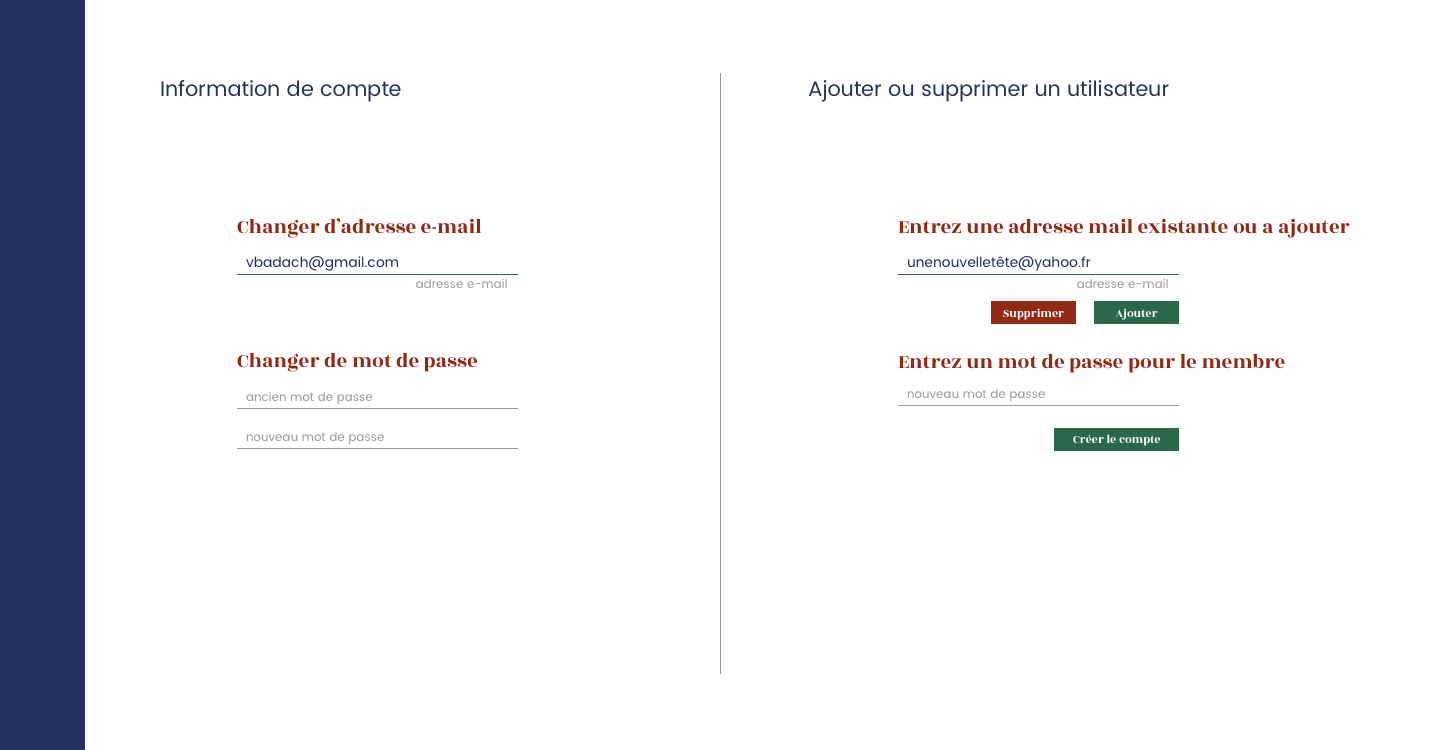 Information de compte
Changer d’adresse e-mail
vbadach@gmail.com
adresse e-mail
Changer de mot de passe
ancien mot de passe
nouveau mot de passe
Ajouter ou supprimer un utilisateur
Entrez une adresse mail existante ou a ajouter
unenouvelletête@yahoo.fr
adresse e-mail
Supprimer
Ajouter
Entrez un mot de passe pour le membre
nouveau mot de passe
Créer le compte